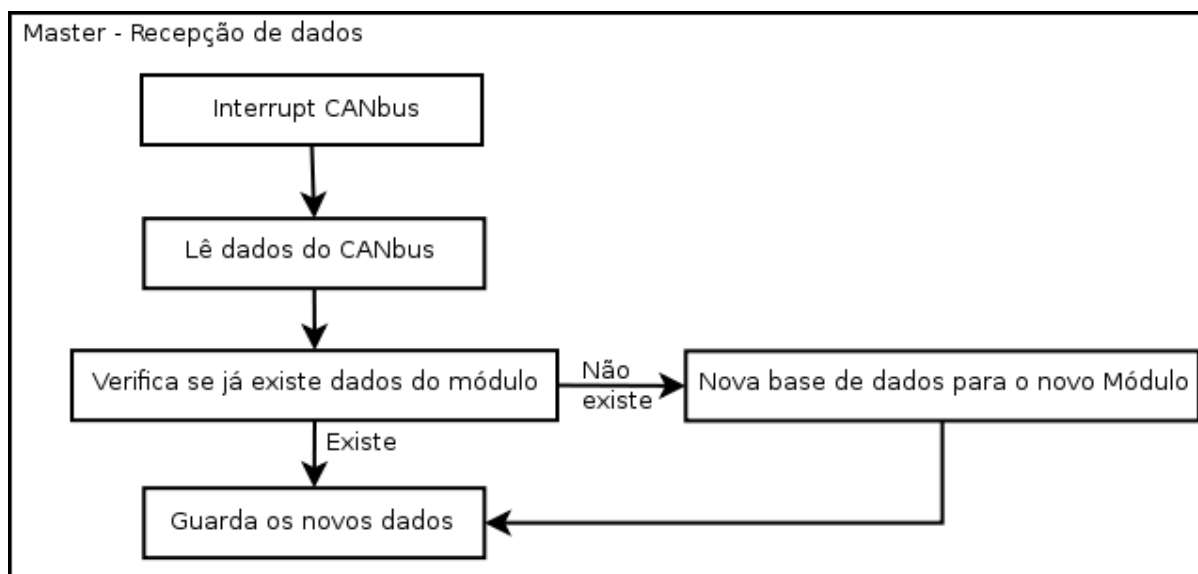 Master - Recepção de dados
Interrupt CANbus
Lê dados do CANbus
Verifica se já existe dados do módulo
Não
existe
Nova base de dados para o novo Módulo
Existe
Guarda os novos dados